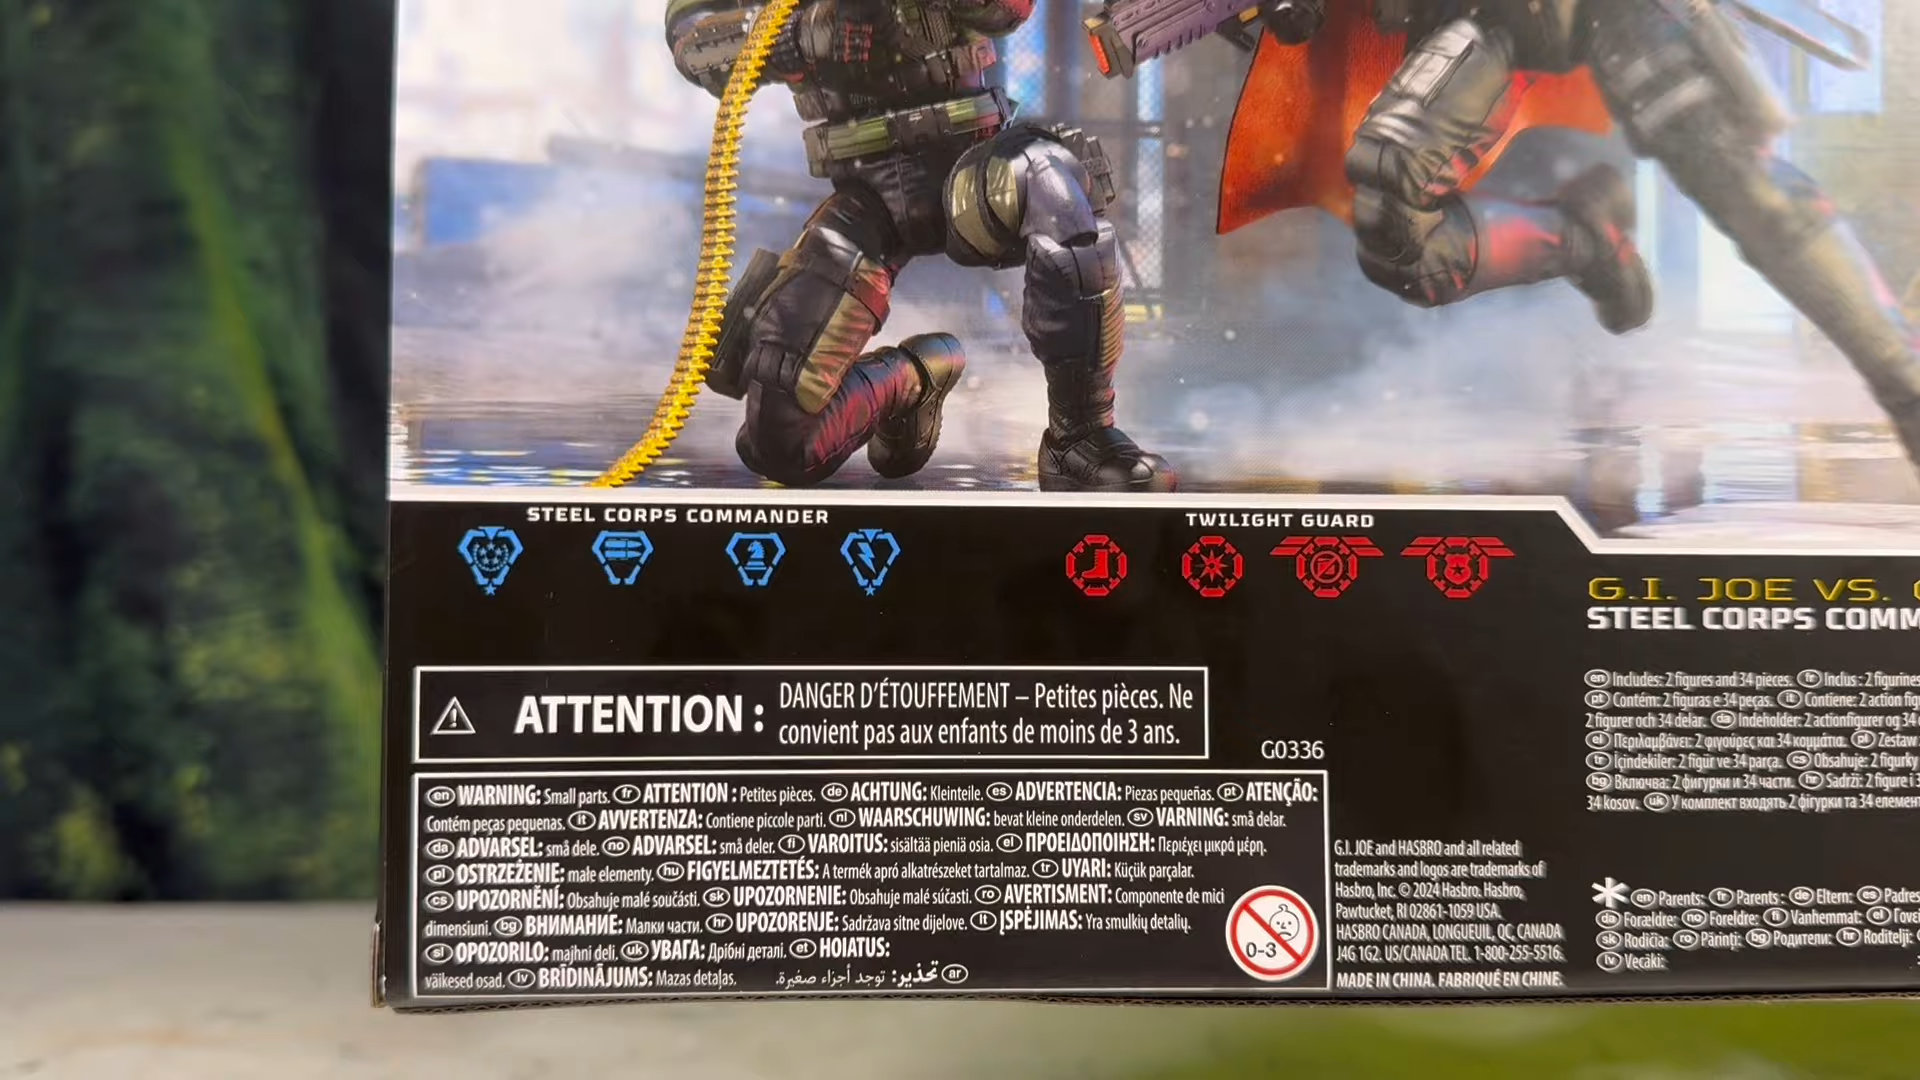 STEEL CORPS COMMANDER
TWILIGHT GUARD
G.I. JOE VS.
STEEL CORPS COMM
ATTENTION :
DANGER D'ÉTOUFFEMENT – Petites pièces. Ne
convient pas aux enfants de moins de 3 ans.
G0336
en WARNING: Small parts. fr ATTENTION : Petites pièces. de ACHTUNG: Kleinteile. es ADVERTENCIA: Piezas pequeñas. pt ATENÇÃO:
Contém peças pequenas. it AVVERTENZA: Contiene piccole parti. nl WAARSCHUWING: bevat kleine onderdelen. sv VARNING: små delar.
da ADVARSEL: små dele. no ADVARSEL: små deler. fi VAROITUS: sisältää pieniä osia. el ΠΡΟΕΙΔΟΠΟΙΗΣΗ: Περιέχει μικρά μέρη.
pl OSTRZEŻENIE: małe elementy. hu FIGYELMEZTETÉS: A termék apró alkatrészeket tartalmaz. tr UYARI: Küçük parçalar.
cs UPOZORNĚNÍ: Obsahuje malé součásti. sk UPOZORNENIE: Obsahuje malé súčasti. ro AVERTISMENT: Componente de mici
dimensiuni. bg ВНИМАНИЕ: Малки части. hr UPOZORENJE: Sadržava sitne dijelove. lt ĮSPĖJIMAS: Yra smulkių detalių.
sl OPOZORILO: majhni deli. uk УВАГА: Дрібні деталі. et HOIATUS:
väikesed osad. lv BRĪDINĀJUMS: Mazas detaļas. ar تحذير: توجد أجزاء صغيرة.
0-3
G.I. JOE and HASBRO and all related
trademarks and logos are trademarks of
Hasbro, Inc. © 2024 Hasbro. Hasbro,
Pawtucket, RI 02861-1059 USA.
HASBRO CANADA, LONGUEUIL, QC, CANADA
J4G 1G2. US/CANADA TEL. 1-800-255-5516.
MADE IN CHINA. FABRIQUÉ EN CHINE.
en Includes: 2 figures and 34 pieces. fr Inclus : 2 figurines
pt Contém: 2 figuras e 34 peças. it Contiene: 2 action fig
2 figurer och 34 delar. da Indeholder: 2 actionfigurer og 34
el Περιλαμβάνει: 2 φιγούρες και 34 κομμάτια. pl Zestaw
tr İçindekiler: 2 figür ve 34 parça. cs Obsahuje: 2 figurky
bg Включва: 2 фигурки и 34 части. hr Sadrži: 2 figure i 3
34 kosov. uk У комплект входять 2 фігурки та 34 елемент
* en Parents: fr Parents : de Eltern: es Padres
da Forældre: no Foreldre: fi Vanhemmat: el Γονεί
sk Rodičia: ro Părinți: bg Родители: hr Roditelji:
lv Vecāki: